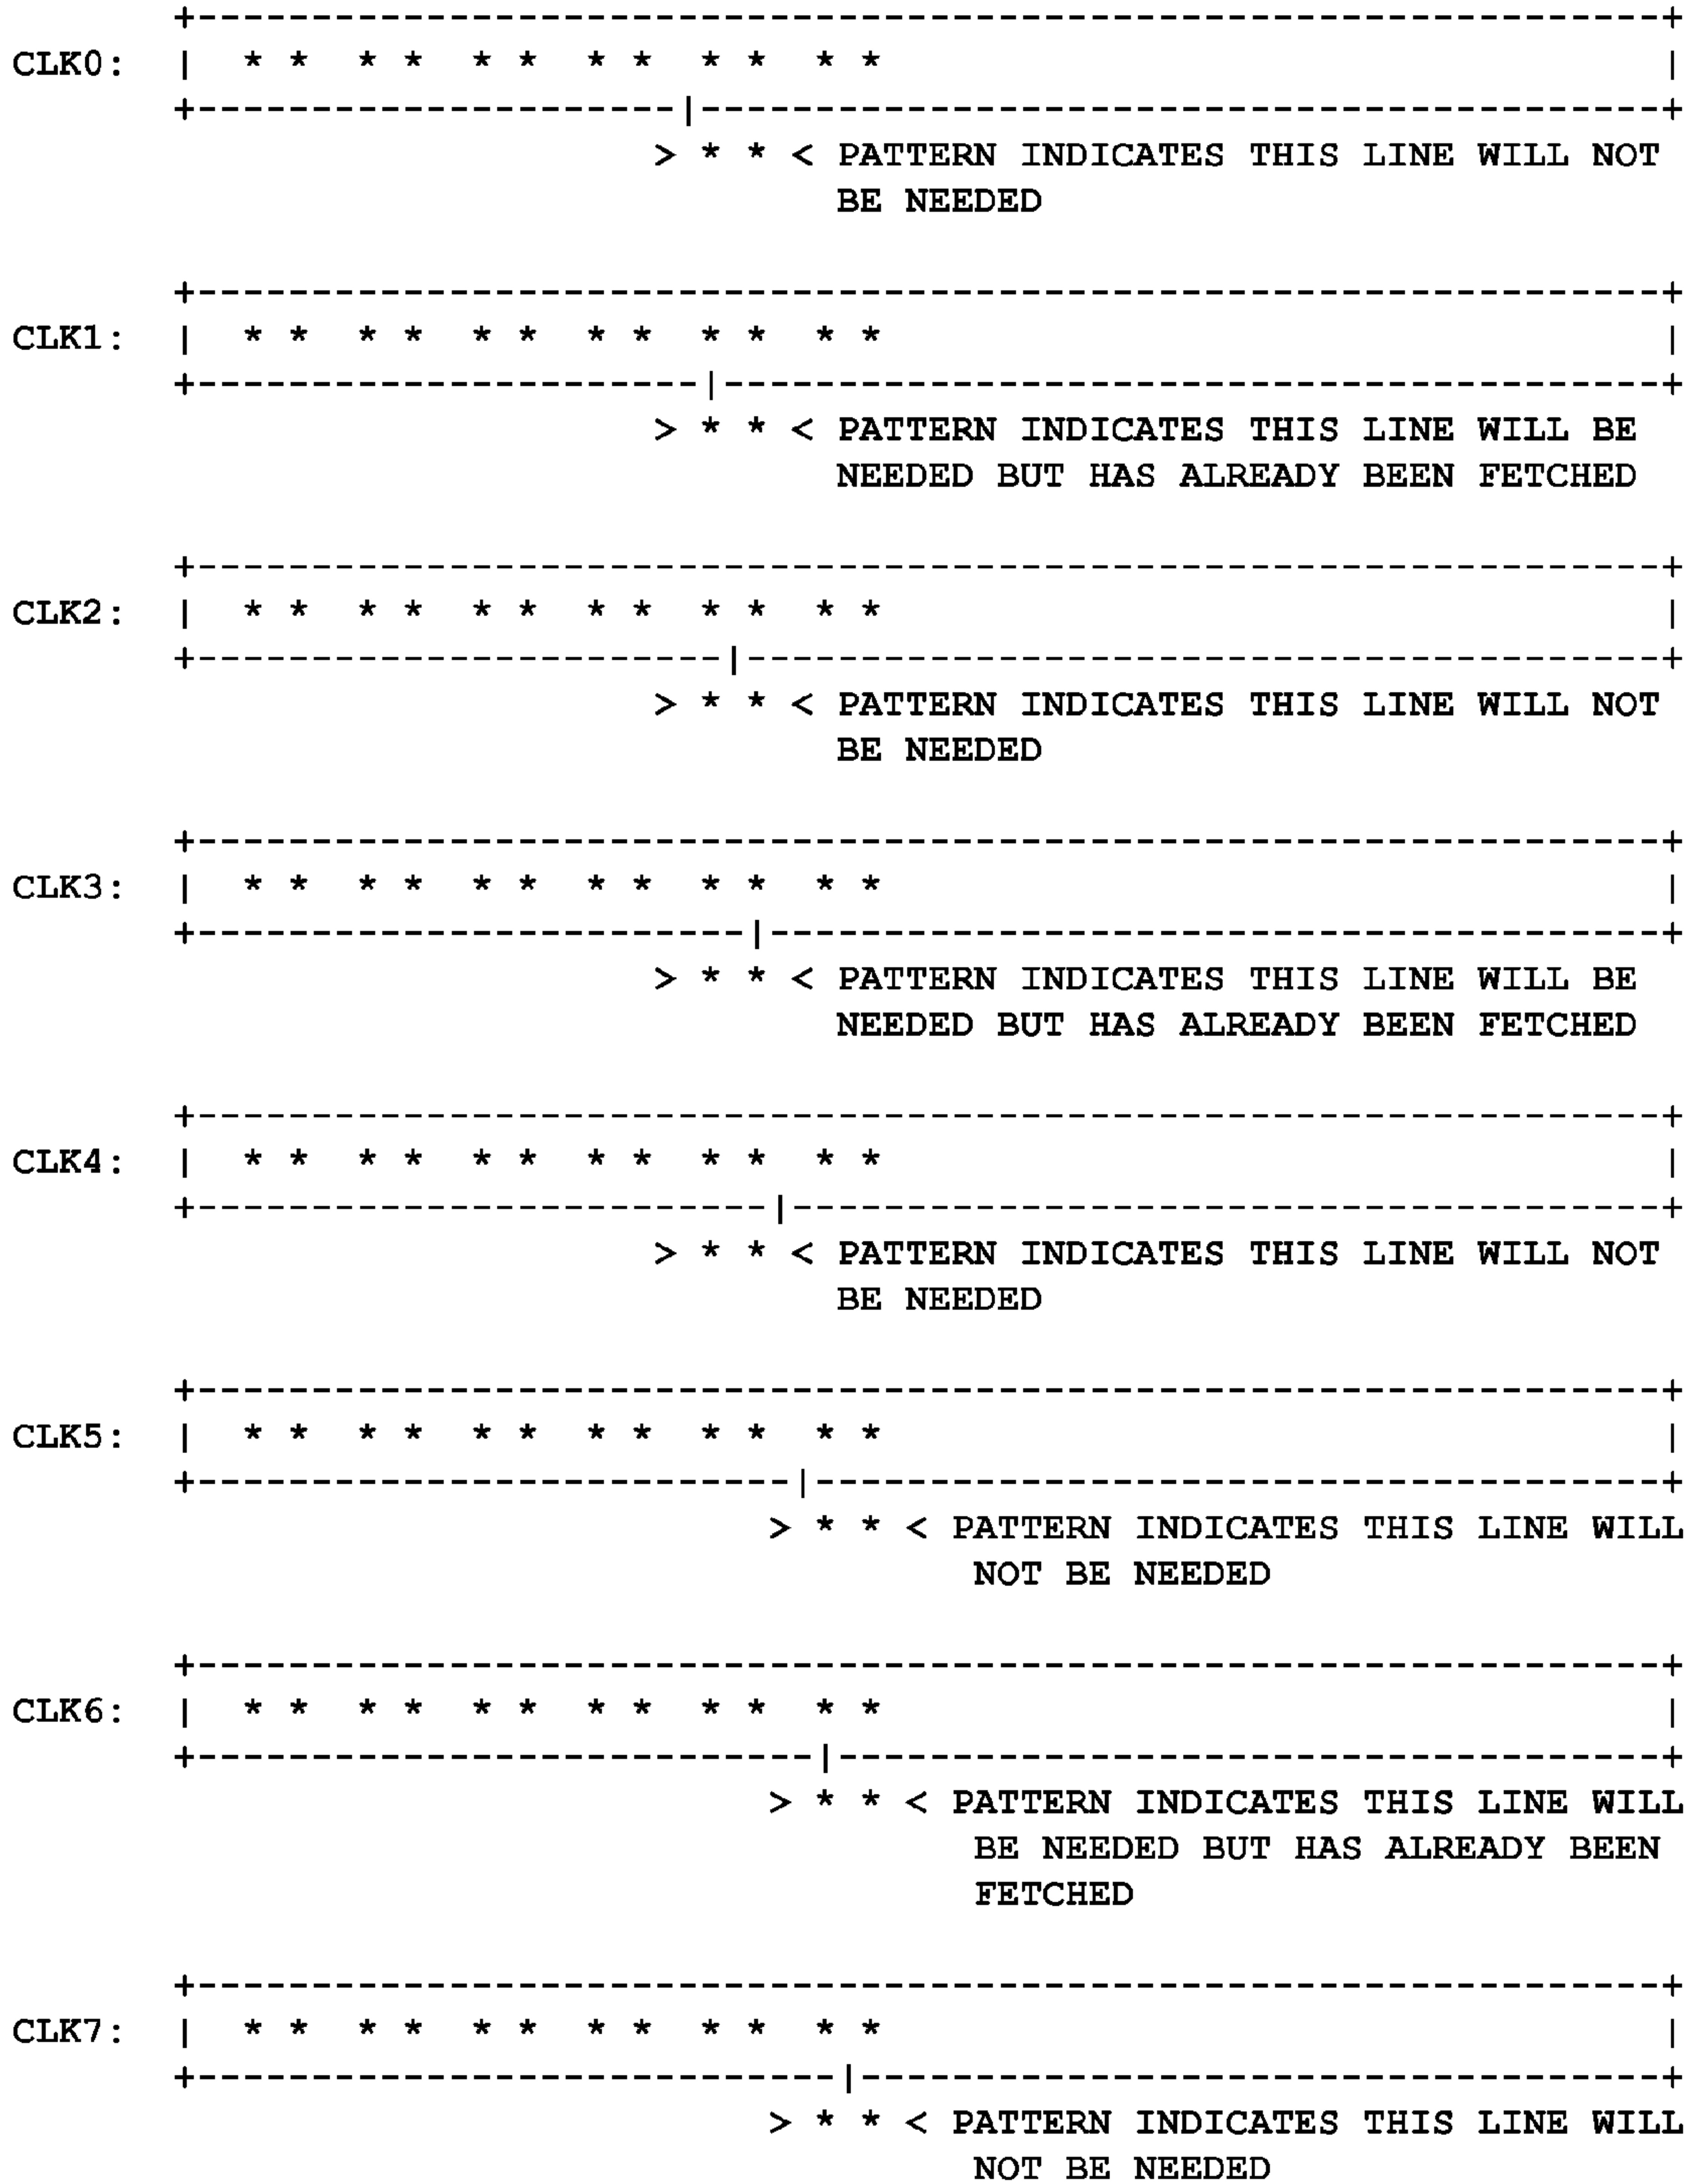 +----------------------------------------------------------------+
CLK0:  |  * *  * *  * *  * *  * *  * *                                  |
+---------------------|------------------------------------------+
> * * < PATTERN INDICATES THIS LINE WILL NOT
BE NEEDED
+----------------------------------------------------------------+
CLK1:  |  * *  * *  * *  * *  * *  * *                                  |
+----------------------|-----------------------------------------+
> * * < PATTERN INDICATES THIS LINE WILL BE
NEEDED BUT HAS ALREADY BEEN FETCHED
+----------------------------------------------------------------+
CLK2:  |  * *  * *  * *  * *  * *  * *                                  |
+-----------------------|----------------------------------------+
> * * < PATTERN INDICATES THIS LINE WILL NOT
BE NEEDED
+----------------------------------------------------------------+
CLK3:  |  * *  * *  * *  * *  * *  * *                                  |
+------------------------|---------------------------------------+
> * * < PATTERN INDICATES THIS LINE WILL BE
NEEDED BUT HAS ALREADY BEEN FETCHED
+----------------------------------------------------------------+
CLK4:  |  * *  * *  * *  * *  * *  * *                                  |
+-------------------------|--------------------------------------+
> * * < PATTERN INDICATES THIS LINE WILL NOT
BE NEEDED
+----------------------------------------------------------------+
CLK5:  |  * *  * *  * *  * *  * *  * *                                  |
+--------------------------|-------------------------------------+
> * * < PATTERN INDICATES THIS LINE WILL
NOT BE NEEDED
+----------------------------------------------------------------+
CLK6:  |  * *  * *  * *  * *  * *  * *                                  |
+---------------------------|------------------------------------+
> * * < PATTERN INDICATES THIS LINE WILL
BE NEEDED BUT HAS ALREADY BEEN
FETCHED
+----------------------------------------------------------------+
CLK7:  |  * *  * *  * *  * *  * *  * *                                  |
+----------------------------|-----------------------------------+
> * * < PATTERN INDICATES THIS LINE WILL
NOT BE NEEDED